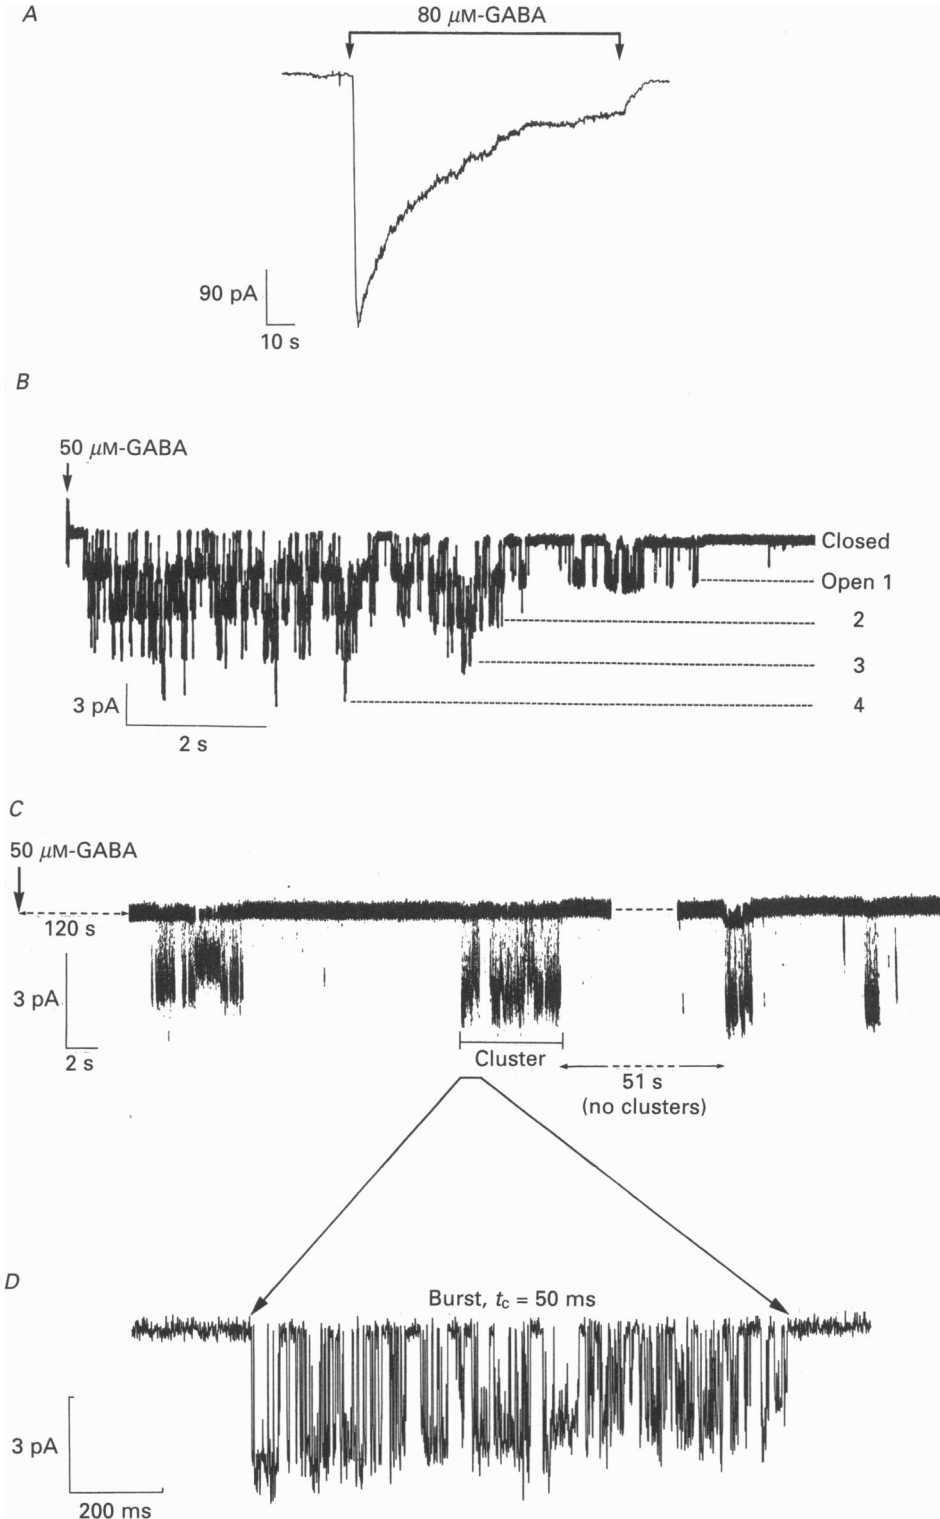 A
80 μM-GABA
90 pA
10 s
B
50 μM-GABA
Closed
Open 1
2
3
4
3 pA
2 s
C
50 μM-GABA
120 s
3 pA
2 s
Cluster
51 s
(no clusters)
D
Burst, tc = 50 ms
3 pA
200 ms